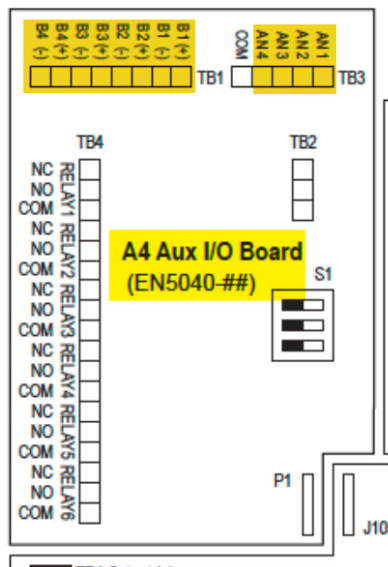 B4 (-)
B4 (+)
B3 (-)
B3 (+)
B2 (-)
B2 (+)
B1 (-)
B1 (+)
TB1
COM
AN4
AN3
AN2
AN1
TB3
TB4
TB2
NC
NO
COM
RELAY1
NC
NO
COM
RELAY2
NC
NO
COM
RELAY3
NC
NO
COM
RELAY4
NC
NO
COM
RELAY5
NC
NO
COM
RELAY6
A4 Aux I/O Board
(EN5040-##)
S1
P1
J10